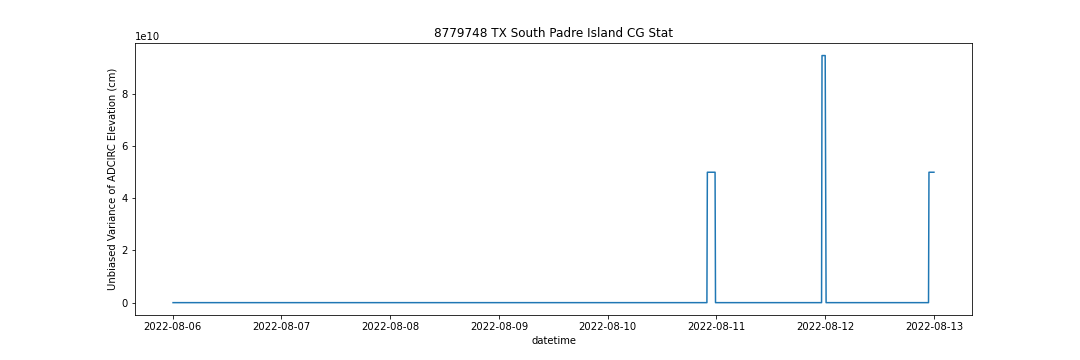 8779748 TX South Padre Island CG Stat
1e10
Unbiased Variance of ADCIRC Elevation (cm)
8
6
4
2
0
2022-08-06 2022-08-07 2022-08-08 2022-08-09 2022-08-10 2022-08-11 2022-08-12 2022-08-13
datetime